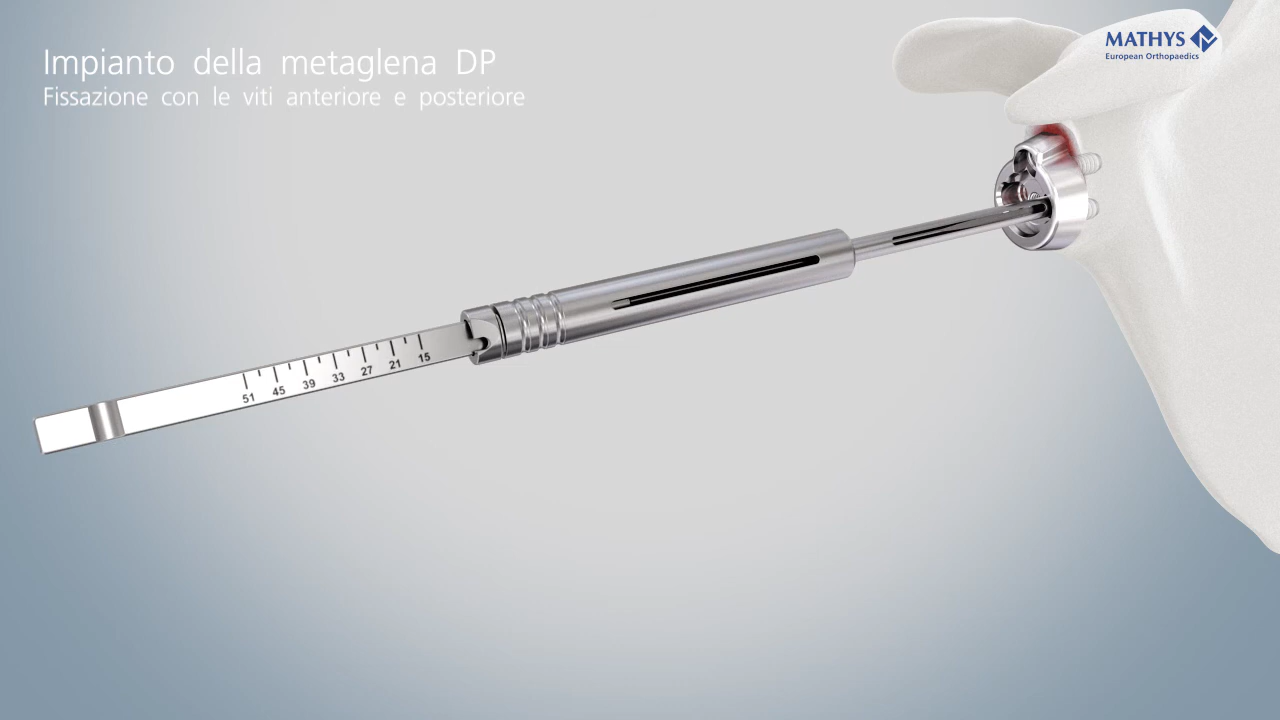 Impianto della metaglena DP
Fissazione con le viti anteriore e posteriore
MATHYS
European Orthopaedics
51 45 39 33 27 21 15